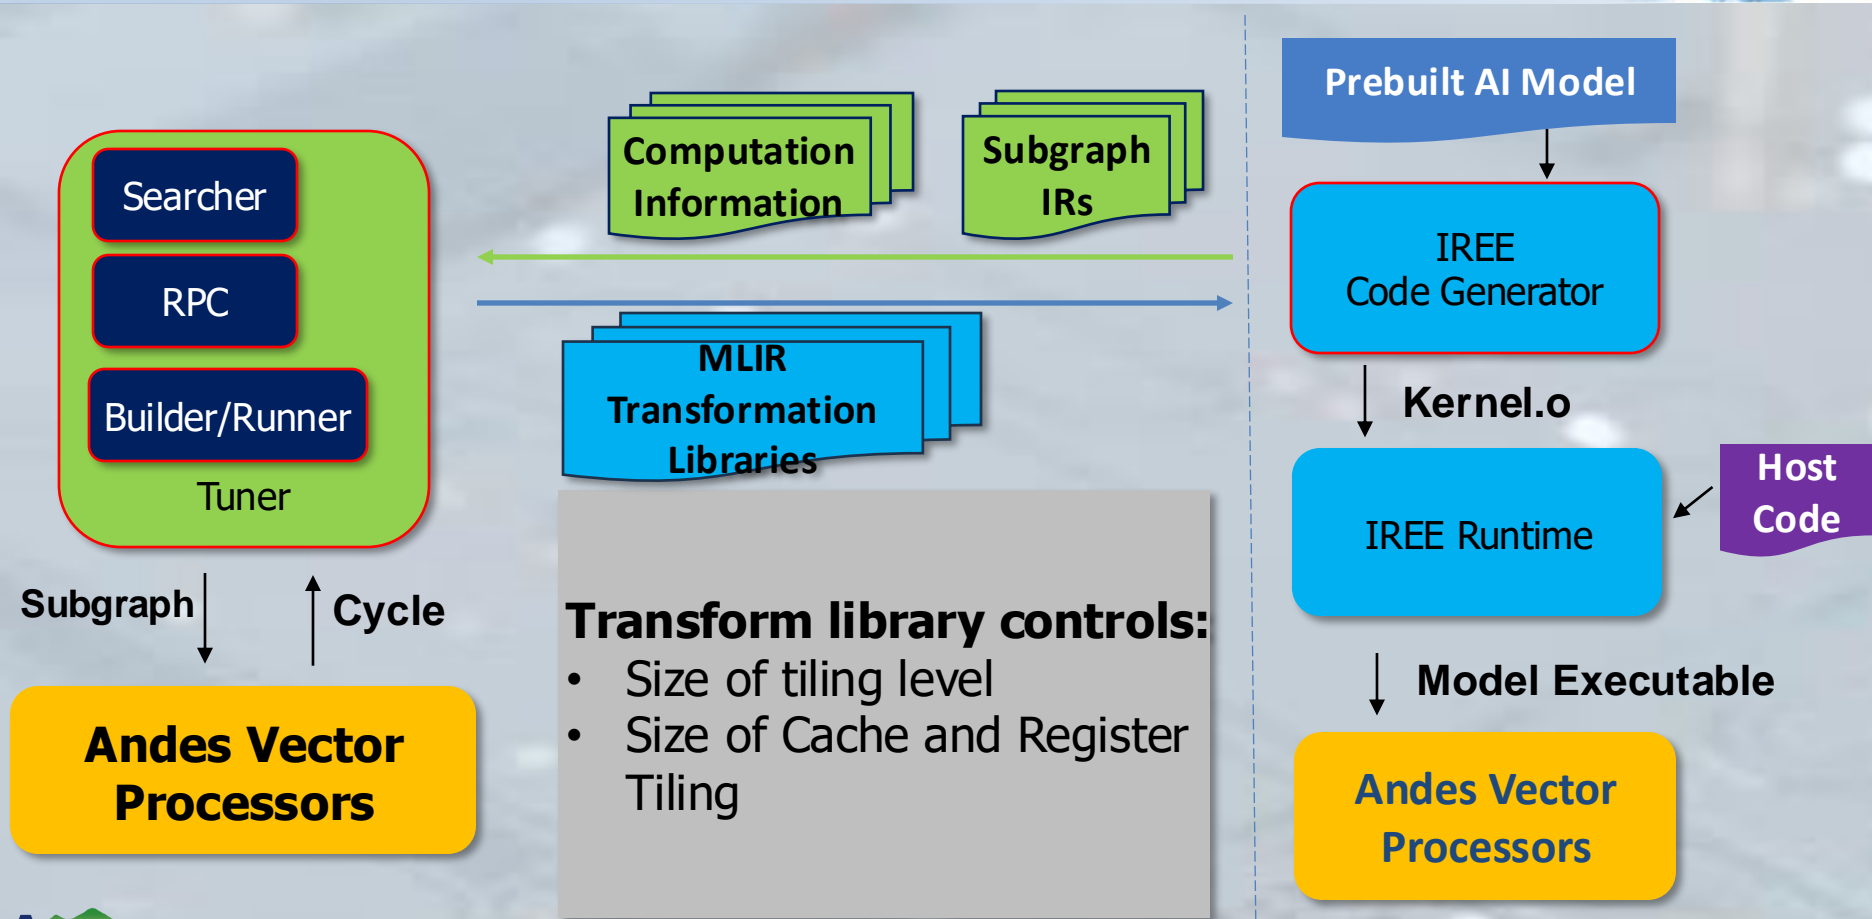 Searcher
RPC
Builder/Runner
Tuner
Subgraph
Cycle
Andes Vector
Processors
Computation
Information
Subgraph
IRs
MLIR
Transformation
Libraries
Transform library controls:
• Size of tiling level
• Size of Cache and Register
Tiling
Prebuilt AI Model
IREE
Code Generator
Kernel.o
Host
Code
IREE Runtime
Model Executable
Andes Vector
Processors